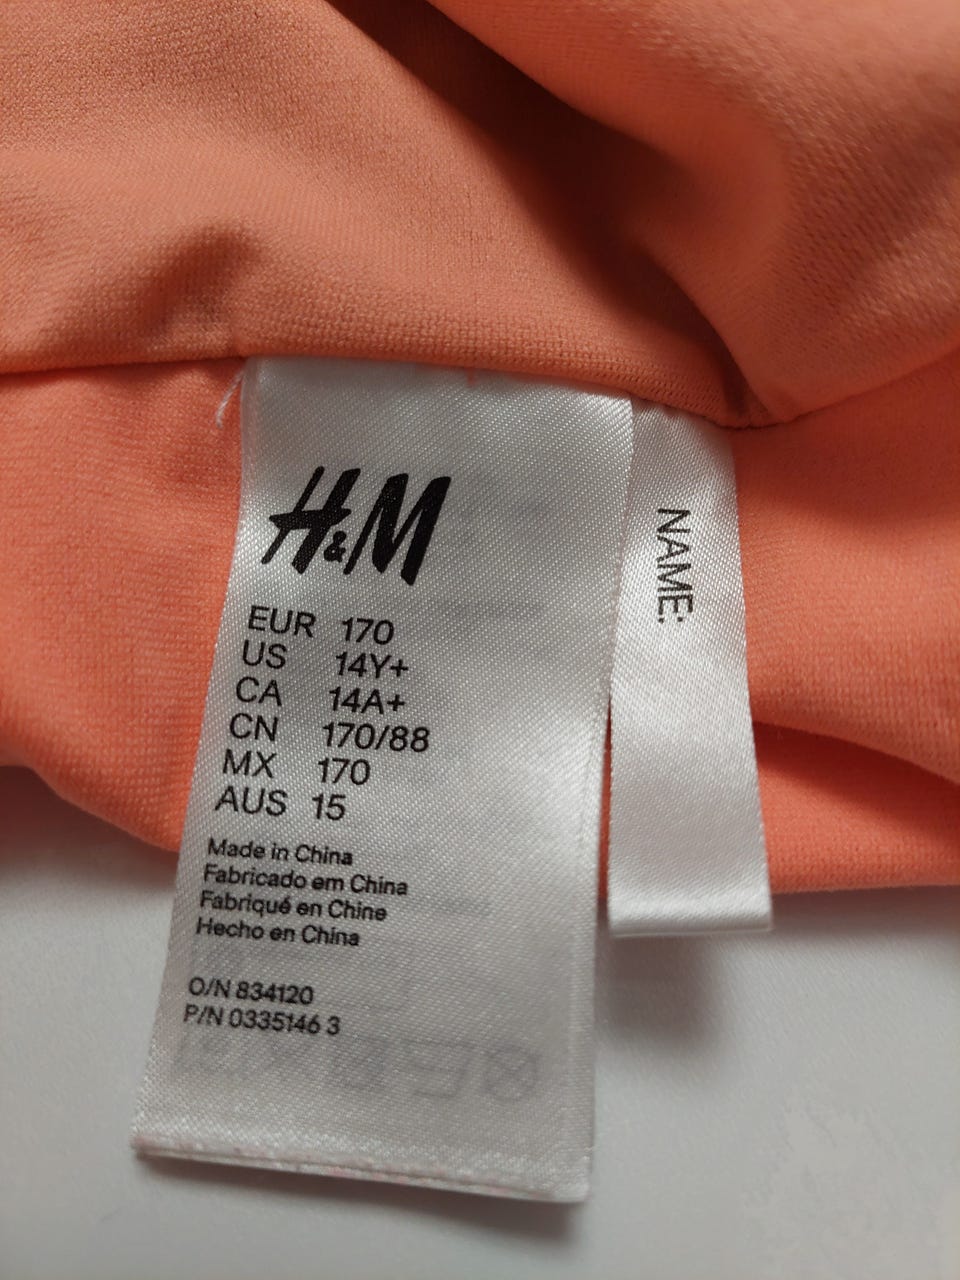 H&M
EUR 170
US 14Y+
CA 14A+
CN 170/88
MX 170
AUS 15
Made in China
Fabricado em China
Fabriqué en Chine
Hecho en China
O/N 834120
P/N 0335146 3
NAME: